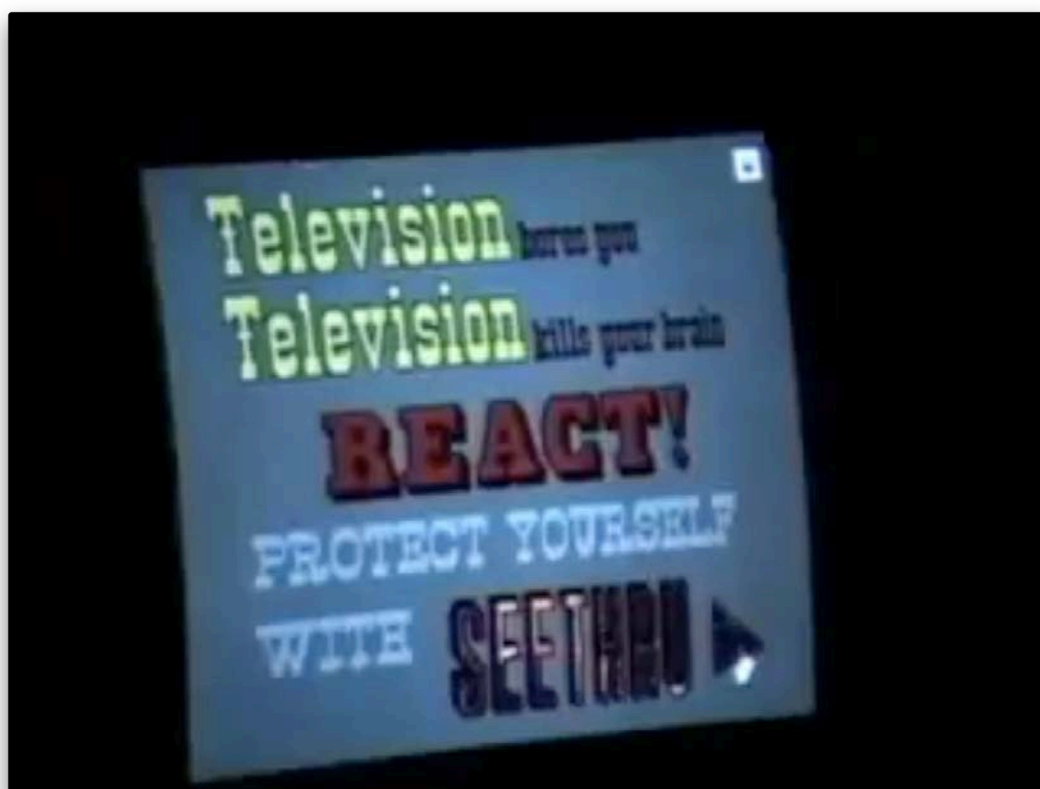 Television bores you
Television kills your brain
REACT!
PROTECT YOURSELF
WITH SEETHRU